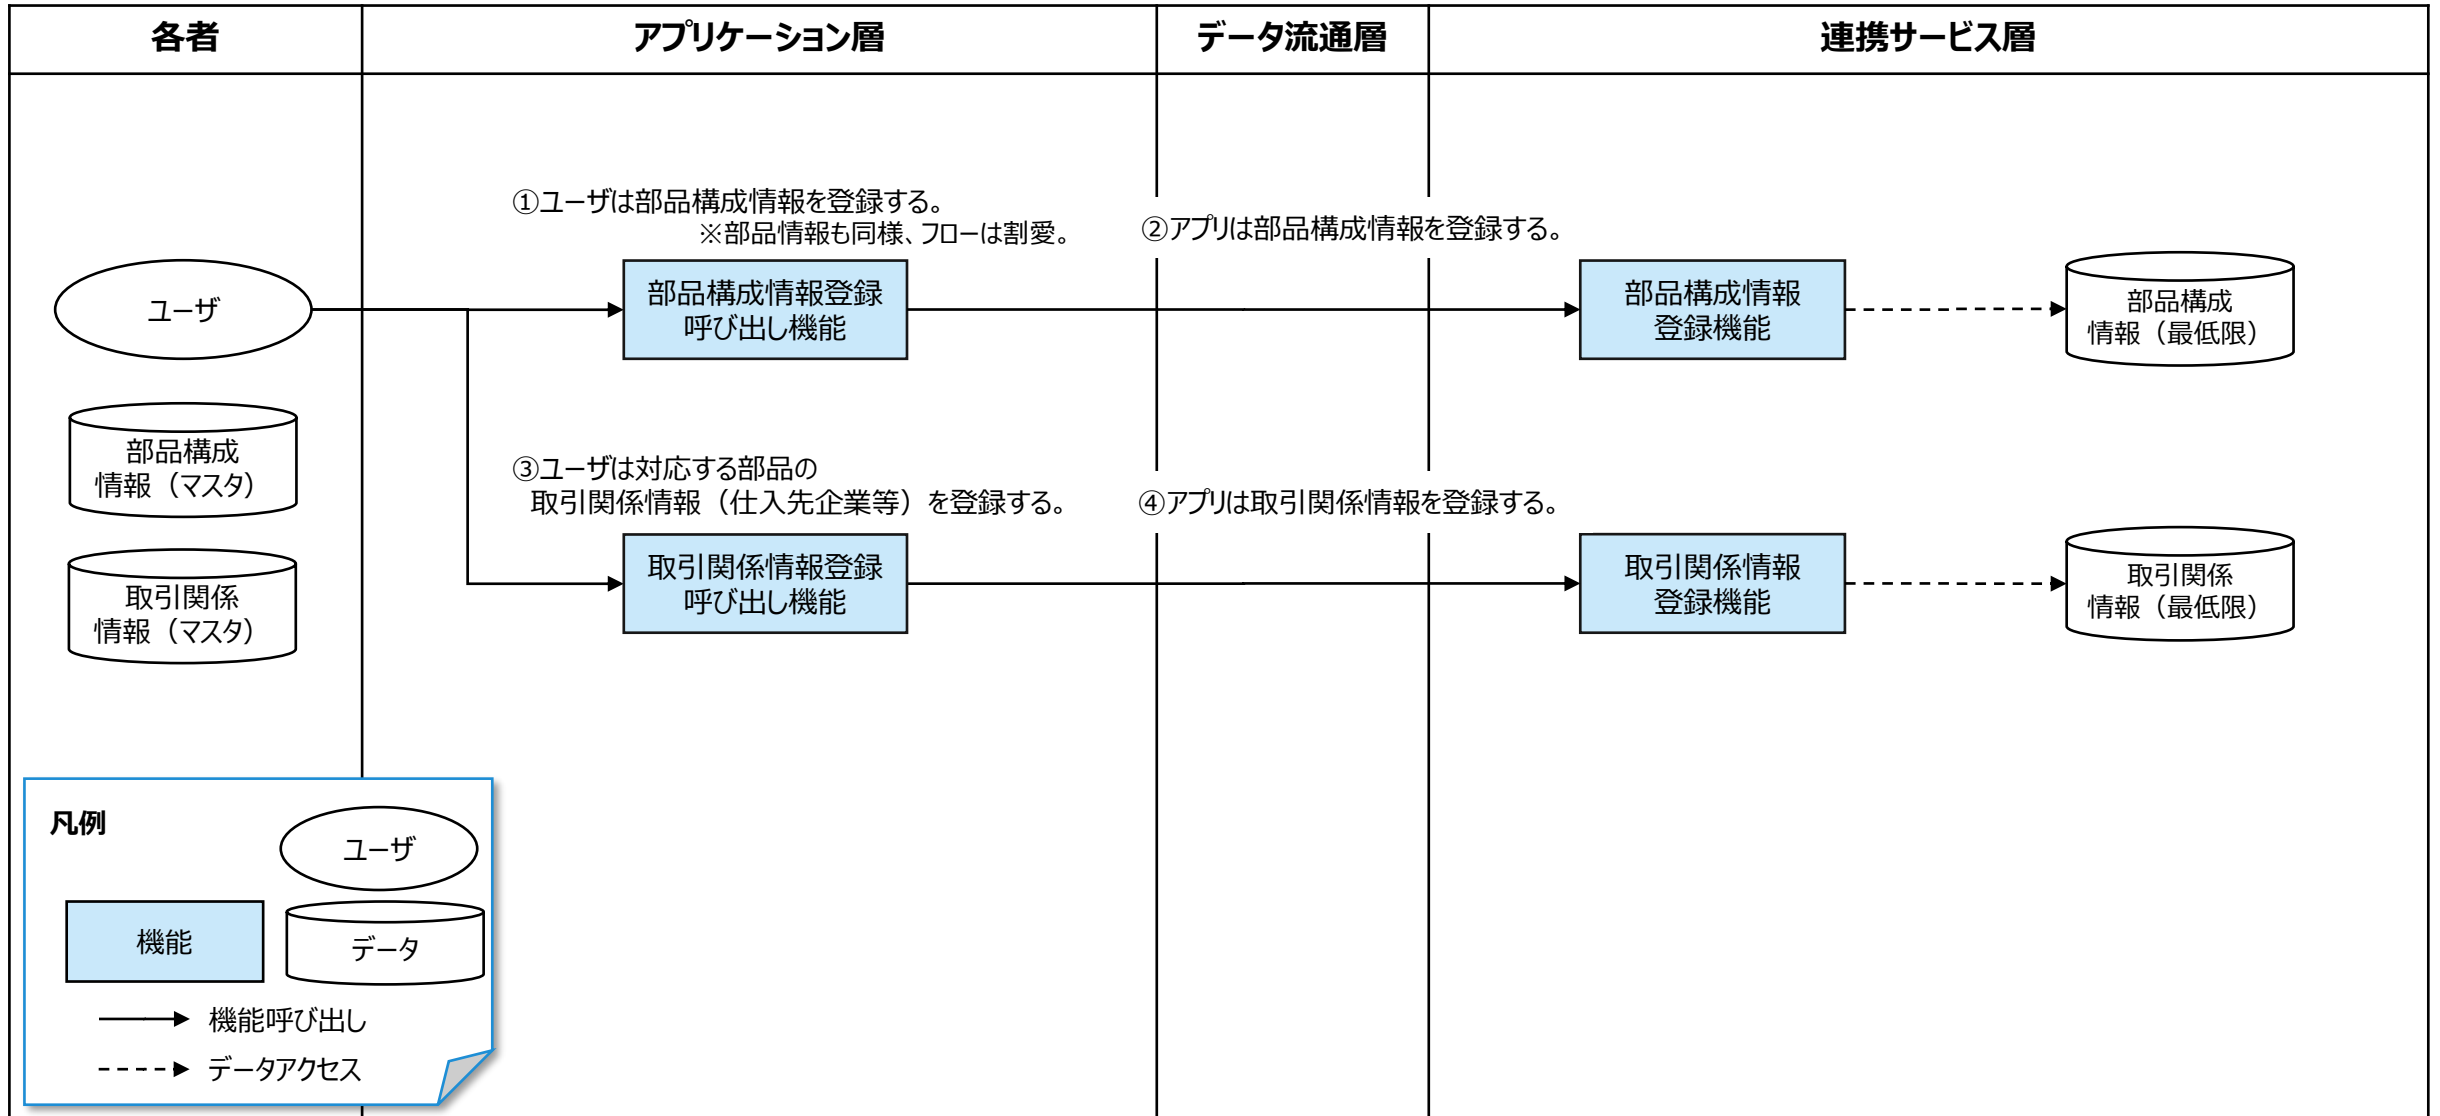 各者
アプリケーション層
データ流通層
連携サービス層
①ユーザは部品構成情報を登録する。
※部品情報も同様、フローは割愛。
②アプリは部品構成情報を登録する。
ユーザ
部品構成情報登録
呼び出し機能
部品構成情報
登録機能
部品構成
情報（最低限）
部品構成
情報（マスタ）
③ユーザは対応する部品の
取引関係情報（仕入先企業等）を登録する。
④アプリは取引関係情報を登録する。
取引関係情報登録
呼び出し機能
取引関係情報
登録機能
取引関係
情報（最低限）
取引関係
情報（マスタ）
凡例
ユーザ
機能
データ
機能呼び出し
データアクセス